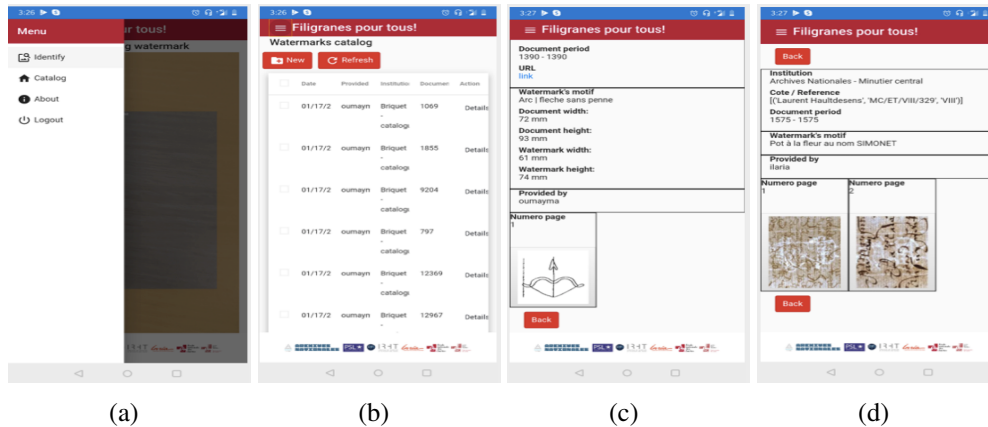 3:26
Menu
Identify
Catalog
About
Logout
ir tous!
g watermark
(a)
3:26
Filigranes pour tous!
Watermarks catalog
New Refresh
Date Provided Institutio Documen Action
01/17/2 oumayn Briquet - catalogu 1069 Details
01/17/2 oumayn Briquet - catalogu 1855 Details
01/17/2 oumayn Briquet - catalogu 9204 Details
01/17/2 oumayn Briquet - catalogu 797 Details
01/17/2 oumayn Briquet - catalogu 12369 Details
01/17/2 oumayn Briquet - 12967 Details
PSL
(b)
3:27
Filigranes pour tous!
Document period
1390 - 1390
URL
link
Watermark's motif
Arc | fleche sans penne
Document width:
72 mm
Document height:
93 mm
Watermark width:
61 mm
Watermark height:
74 mm
Provided by
oumayma
Numero page
1
Back
PSL
(c)
3:27
Filigranes pour tous!
Back
Institution
Archives Nationales - Minutier central
Cote / Reference
[('Laurent Haultdesens', 'MC/ET/VIII/329', 'VIII')]
Document period
1575 - 1575
Watermark's motif
Pot à la fleur au nom SIMONET
Provided by
ilaria
Numero page Numero page
1 2
Back
PSL
(d)